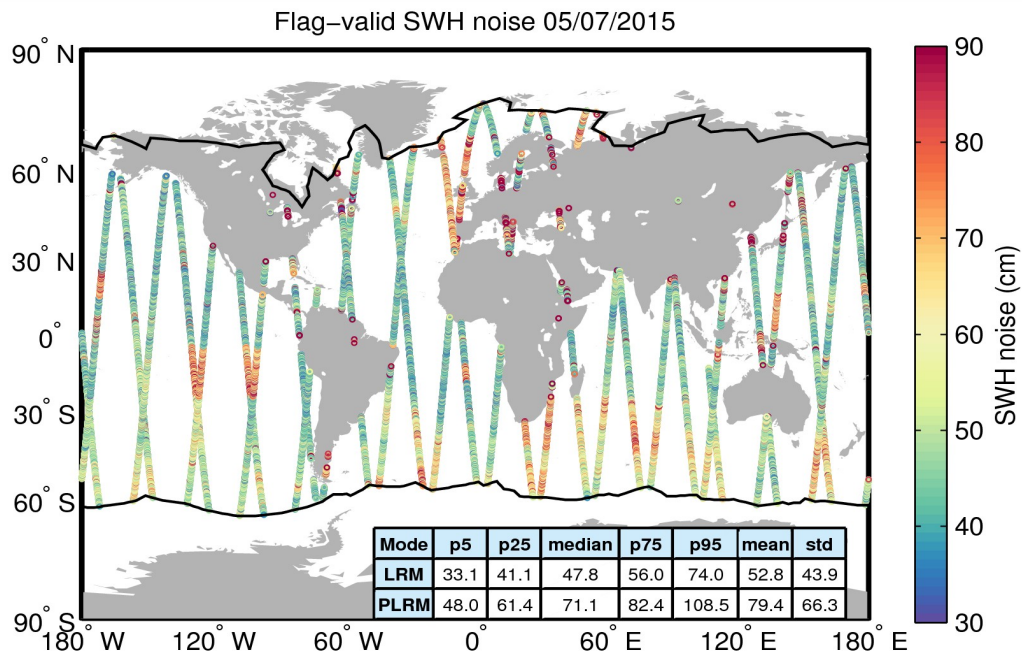 Flag−valid SWH noise 05/07/2015
90° N
60° N
30° N
0°
30° S
60° S
90° S
180° W
120° W
60° W
0°
60° E
120° E
180° E
Mode p5 p25 median p75 p95 mean std
LRM 33.1 41.1 47.8 56.0 74.0 52.8 43.9
PLRM 48.0 61.4 71.1 82.4 108.5 79.4 66.3
90
80
70
60
50
40
30
SWH noise (cm)